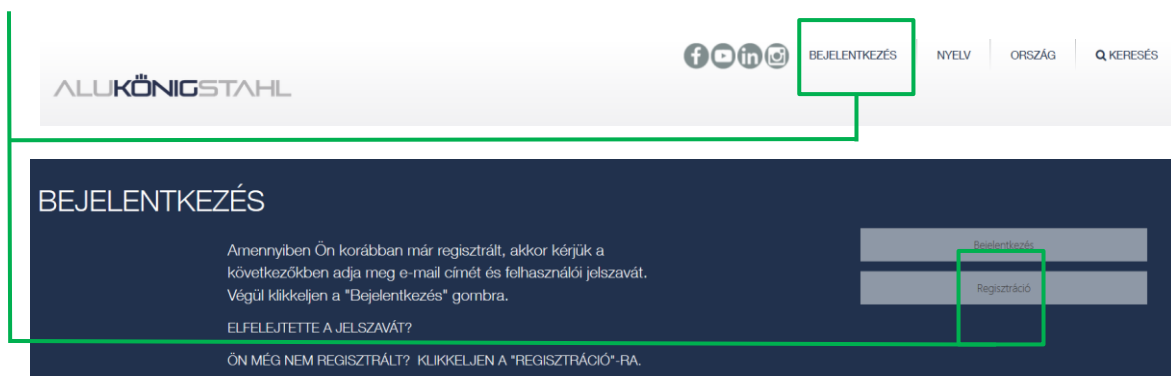 BEJELENTKEZÉS NYELV ORSZÁG KERESÉS
ALUKÖNIGSTAHL
BEJELENTKEZÉS
Amennyiben Ön korábban már regisztrált, akkor kérjük a
következőkben adja meg e-mail címét és felhasználói jelszavát.
Végül klikkeljen a "Bejelentkezés" gombra.
ELFELEJTETTE A JELSZAVÁT?
ÖN MÉG NEM REGISZTRÁLT? KLIKKELJEN A "REGISZTRÁCIÓ"-RA.
Bejelentkezés
Regisztráció